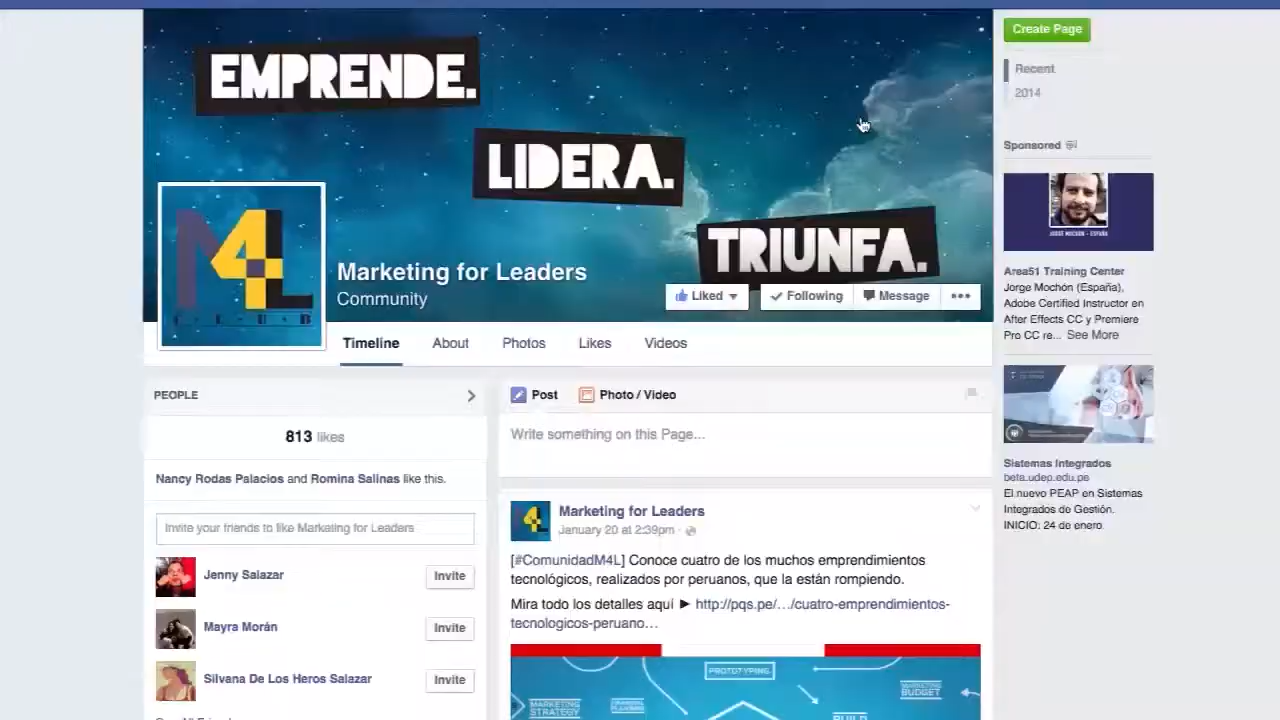 Create Page
Recent
2014
EMPRENDE.
LIDERA.
TRIUNFA.
M4L
CLUB
Marketing for Leaders
Community
Liked
Following
Message
Timeline
About
Photos
Likes
Videos
PEOPLE
813 likes
Nancy Rodas Palacios and Romina Salinas like this.
Invite your friends to like Marketing for Leaders
Jenny Salazar
Invite
Mayra Morán
Invite
Silvana De Los Heros Salazar
Invite
Post
Photo / Video
Write something on this Page...
Marketing for Leaders
January 20 at 2:39pm ·
[#ComunidadM4L] Conoce cuatro de los muchos emprendimientos
tecnológicos, realizados por peruanos, que la están rompiendo.
Mira todo los detalles aquí ► http://pqs.pe/.../cuatro-emprendimientos-
tecnologicos-peruano...
PROTOTYPING
MARKETING
STRATEGY
FINANCIAL
PLANNING
MARKETING
BUDGET
BUILD
Sponsored
Area51 Training Center
Jorge Mochón (España),
Adobe Certified Instructor en
After Effects CC y Premiere
Pro CC re... See More
Sistemas Integrados
beta.udep.edu.pe
El nuevo PEAP en Sistemas
Integrados de Gestión.
INICIO: 24 de enero